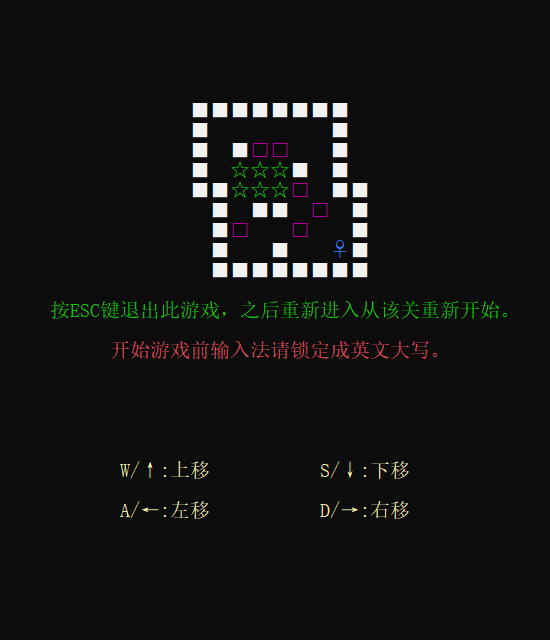 按ESC键退出此游戏，之后重新进入从该关重新开始。
开始游戏前输入法请锁定成英文大写。
W/↑:上移 S/↓:下移
A/←:左移 D/→:右移